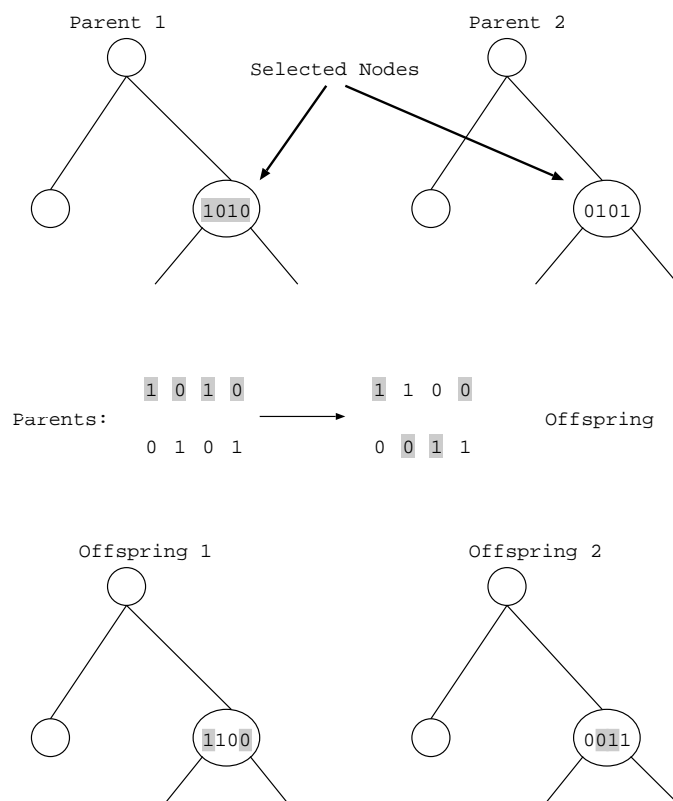 Parent 1
Parent 2
Selected Nodes
1010
0101
1 0 1 0
1 1 0 0
Parents:
Offspring
0 1 0 1
0 0 1 1
Offspring 1
Offspring 2
1100
0011